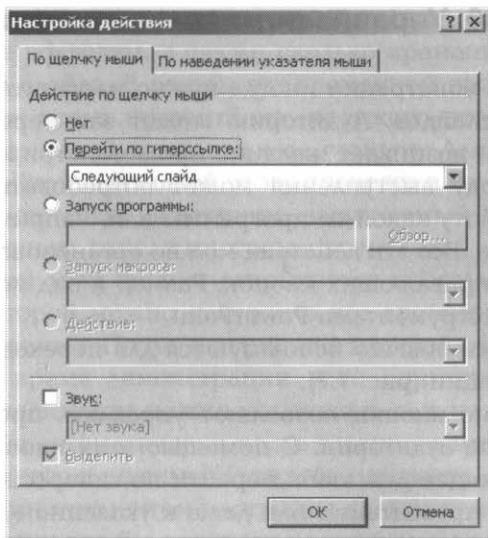 Настройка действия
По щелчку мыши По наведении указателя мыши
Действие по щелчку мыши
Нет
Перейти по гиперссылке:
Следующий слайд
Запуск программы:
Обзор...
Запуск макроса:
Действие:
Звук:
[Нет звука]
Выделить
ОК Отмена